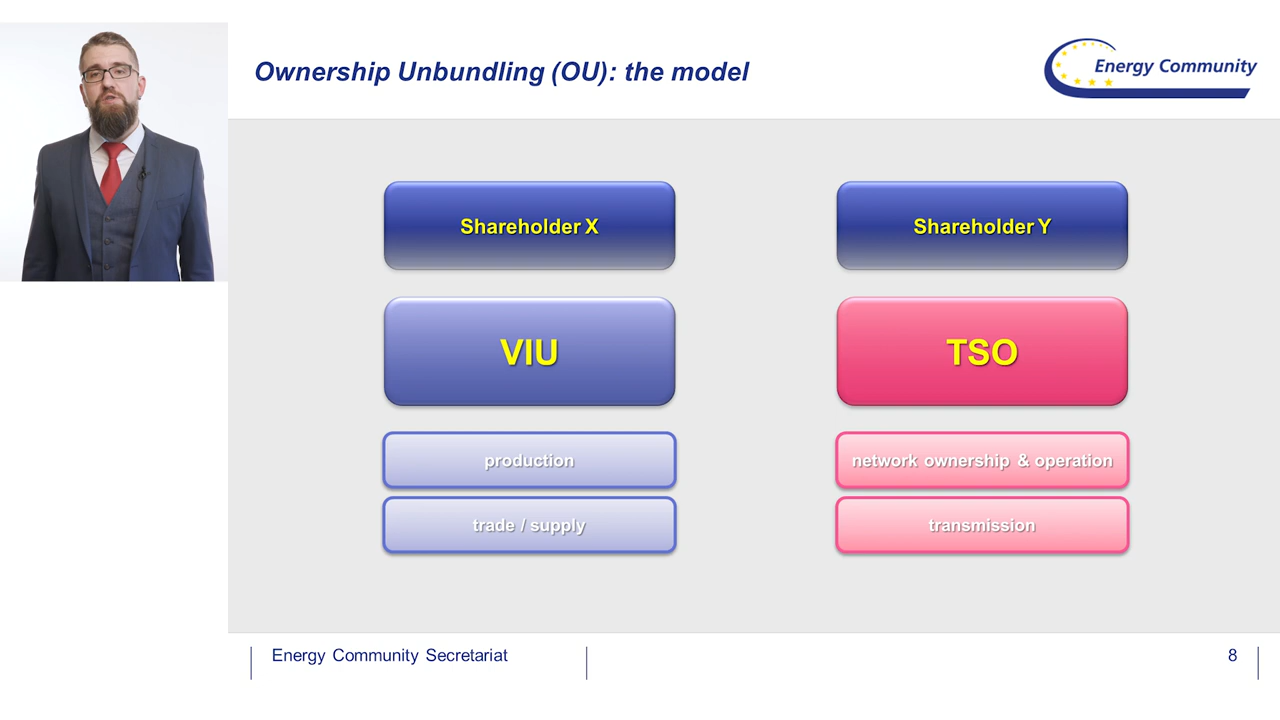 Ownership Unbundling (OU): the model
Energy Community
Shareholder X
Shareholder Y
VIU
TSO
production
network ownership & operation
trade / supply
transmission
Energy Community Secretariat
8